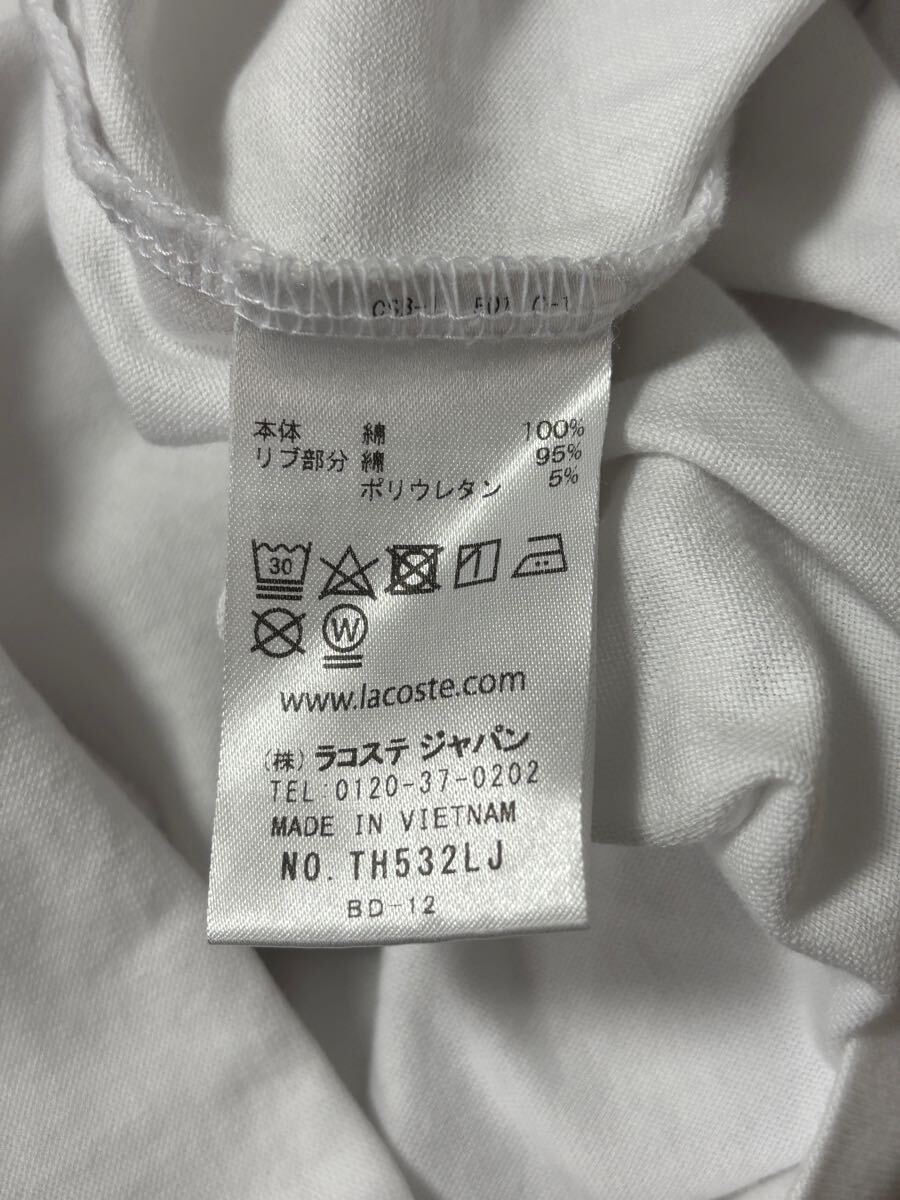 本体 綿 100%
リブ部分 綿 95%
ポリウレタン 5%
30
W
www.lacoste.com
(株) ラコステ ジャパン
TEL:0120-37-0202
MADE IN VIETNAM
NO. TH532LJ
BD-12